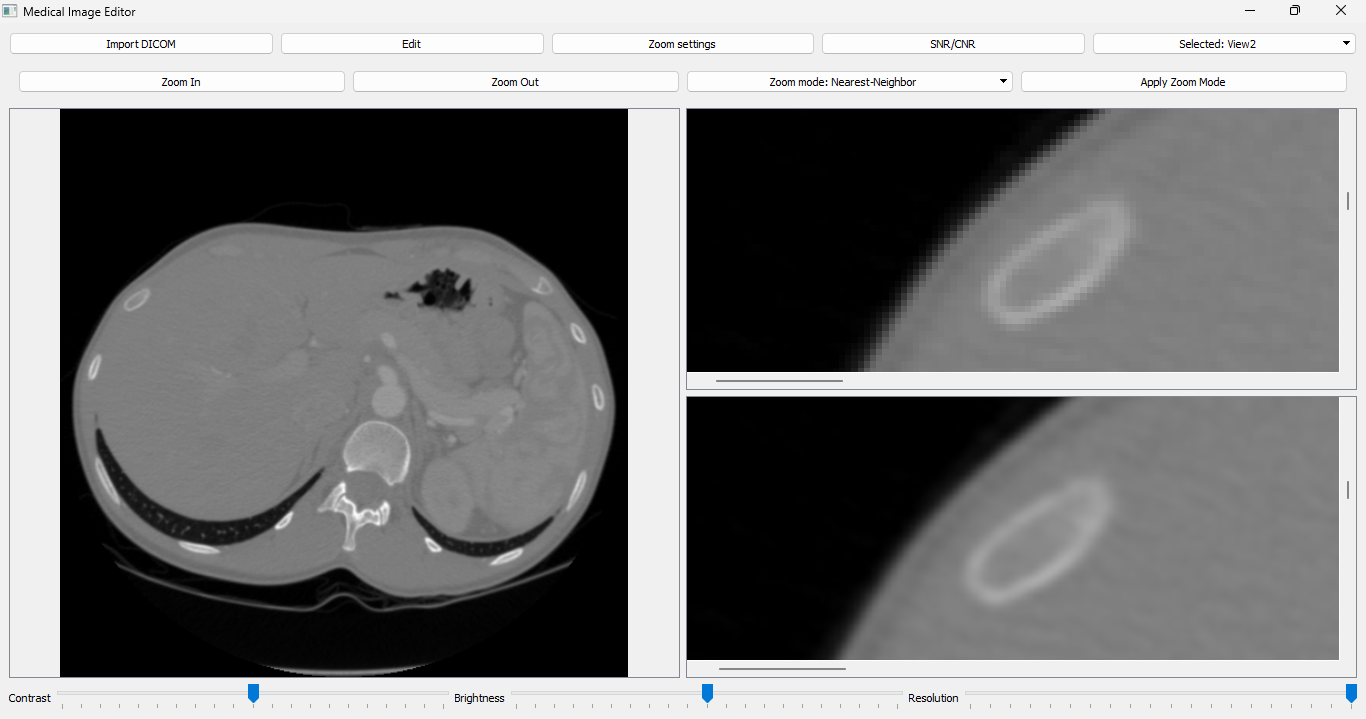 Medical Image Editor
Import DICOM Edit Zoom settings SNR/CNR Selected: View2
Zoom In Zoom Out Zoom mode: Nearest-Neighbor Apply Zoom Mode
Contrast Brightness Resolution